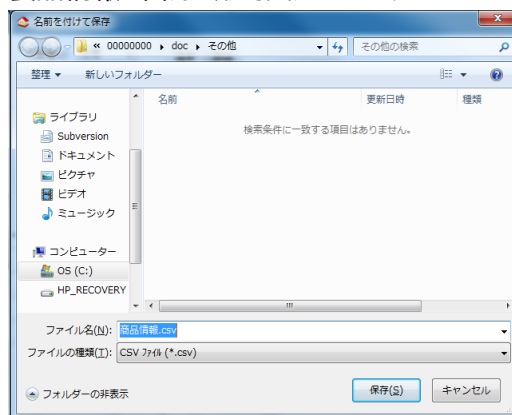 名前を付けて保存
« 00000000 ▸ doc ▸ その他
その他の検索
整理 ▼ 新しいフォルダー
名前 更新日時 種類
検索条件に一致する項目はありません。
ライブラリ
Subversion
ドキュメント
ピクチャ
ビデオ
ミュージック
コンピューター
OS (C:)
HP_RECOVERY
ファイル名(N): 商品情報.csv
ファイルの種類(T): CSV ﾌｧｲﾙ (*.csv)
フォルダーの非表示
保存(S) キャンセル